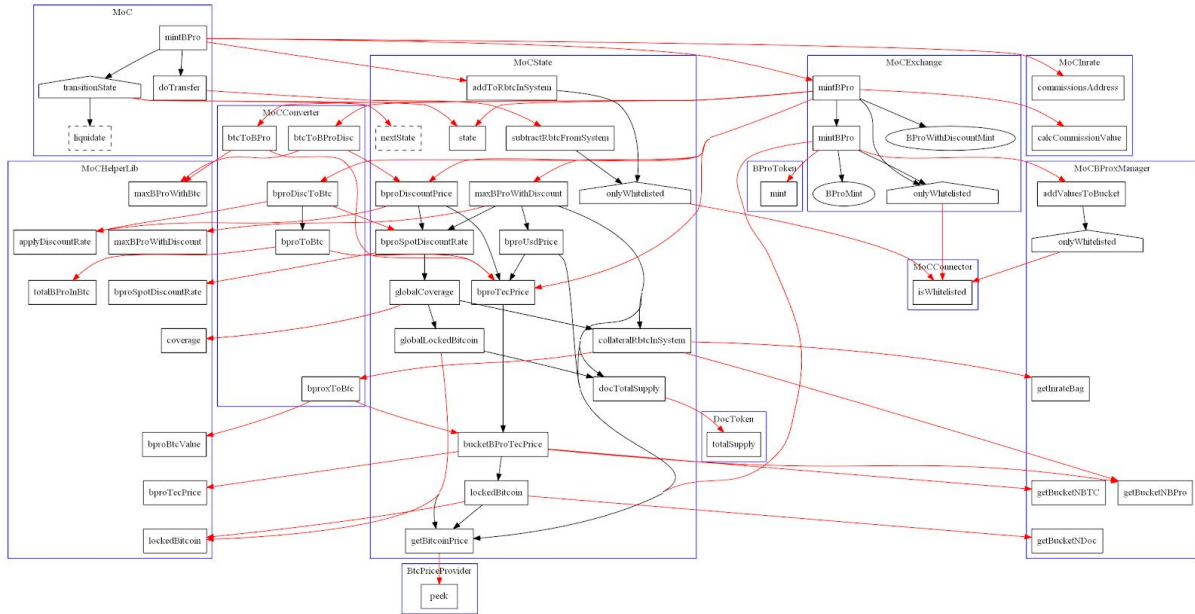 MoC
mintBPro
transitionState
doTransfer
liquidate
MoCState
addToRbtcInSystem
nextState
state
subtractRbtcFromSystem
MoCExchange
mintBPro
mintBPro
BProWithDiscountMint
BProMint
onlyWhitelisted
MoCInrate
commissionsAddress
calcCommissionValue
MoCConverter
btcToBPro
btcToBProDisc
MoCHelperLib
maxBProWithBtc
bproDiscToBtc
bproDiscountPrice
maxBProWithDiscount
onlyWhitelisted
BProToken
mint
MoCBProxManager
addValuesToBucket
onlyWhitelisted
applyDiscountRate
maxBProWithDiscount
bproToBtc
bproSpotDiscountRate
bproUsdPrice
MoCConnector
isWhitelisted
totalBProInBtc
bproSpotDiscountRate
globalCoverage
bproTecPrice
coverage
globalLockedBitcoin
collateralRbtcInSystem
bproxToBtc
docTotalSupply
getInrateBag
DocToken
totalSupply
bproBtcValue
bucketBProTecPrice
bproTecPrice
lockedBitcoin
getBucketNBTC
getBucketNBPro
lockedBitcoin
getBitcoinPrice
getBucketNDoc
BtcPriceProvider
peek